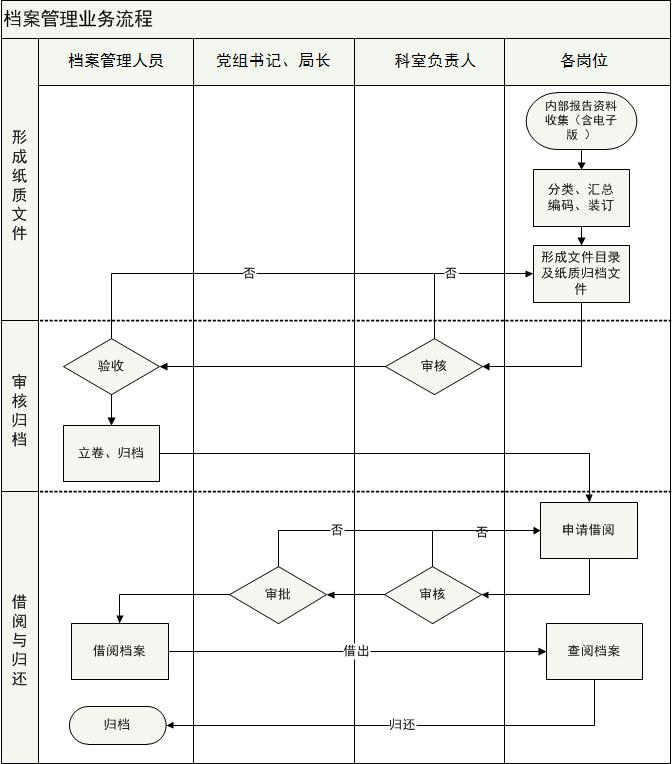 档案管理业务流程
档案管理人员
党组书记、局长
科室负责人
各岗位
形成纸质文件
内部报告资料
收集（含电子
版 ）
分类、汇总
编码、装订
形成文件目录
及纸质归档文
件
否
否
审核归档
验收
审核
立卷、归档
借阅与归还
申请借阅
否
否
审批
审核
借阅档案
借出
查阅档案
归档
归还